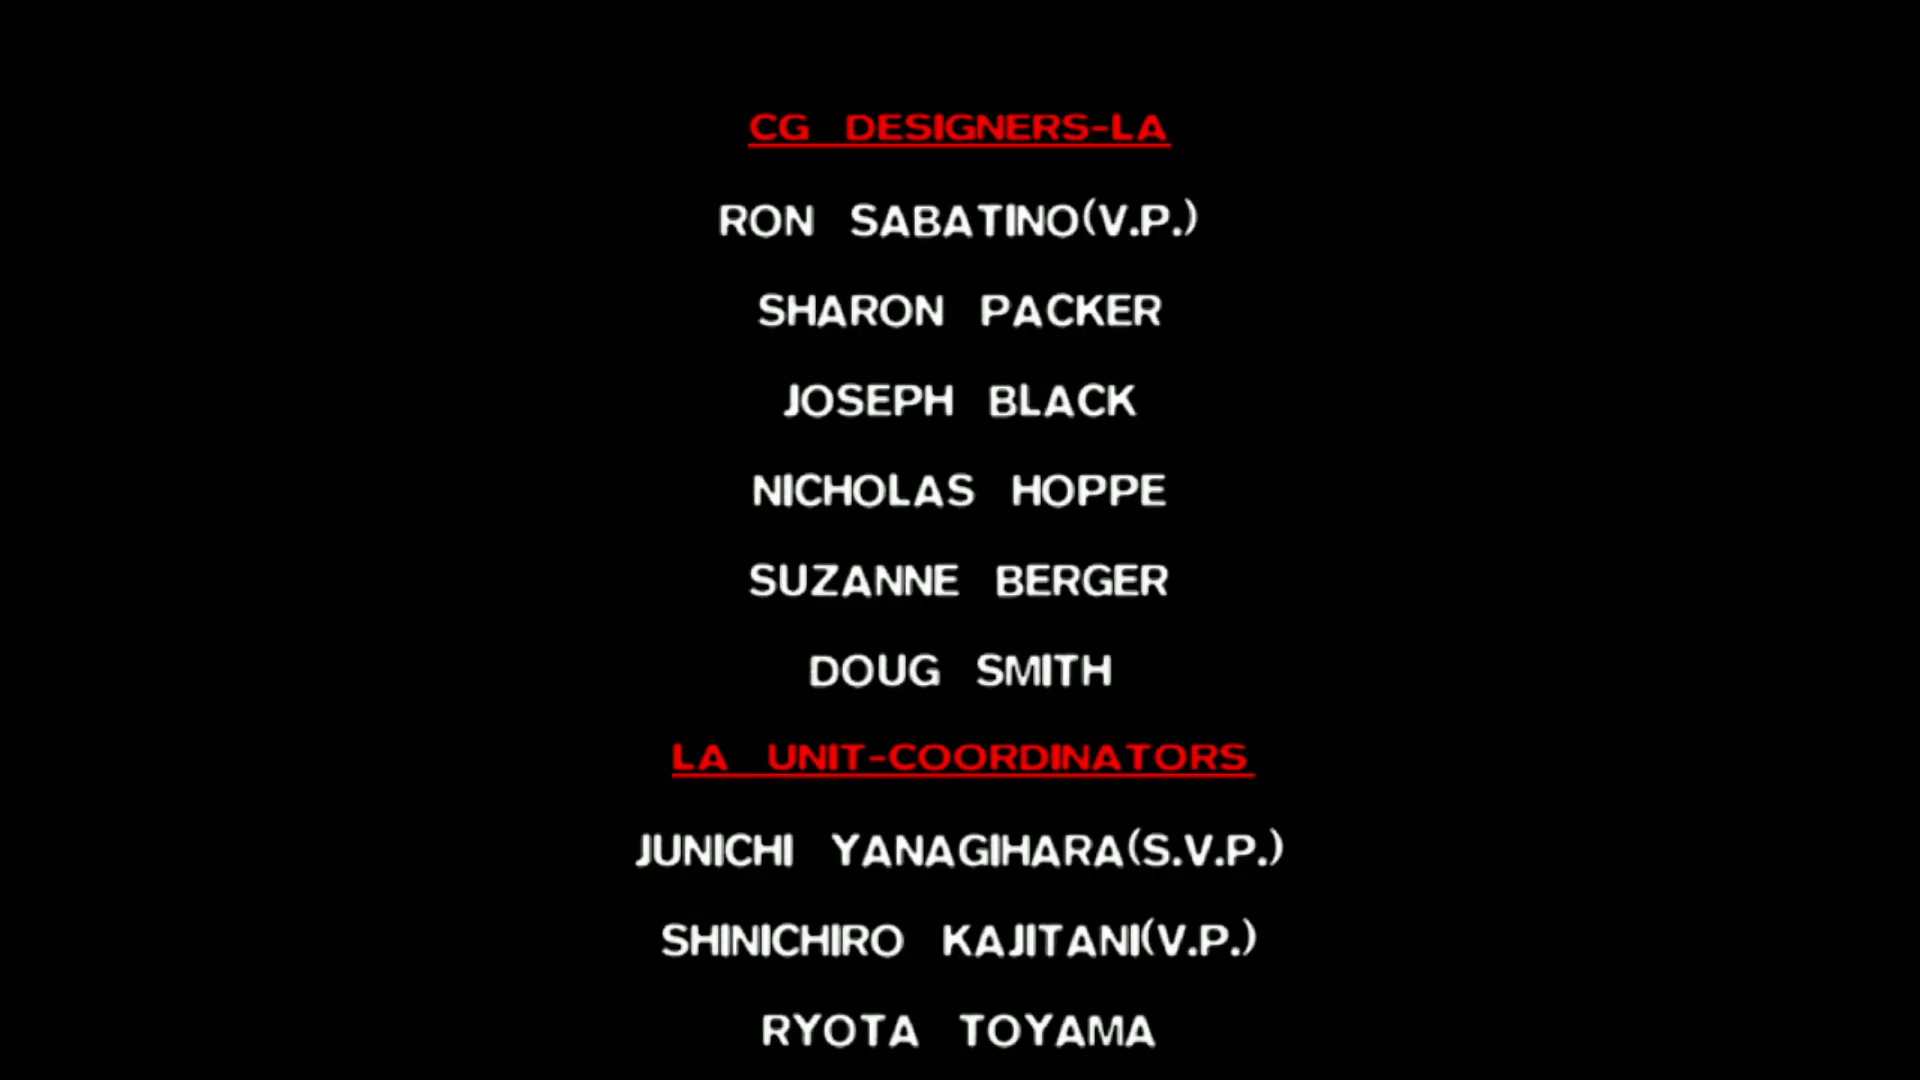 CG DESIGNERS-LA
RON SABATINO(V.P.)
SHARON PACKER
JOSEPH BLACK
NICHOLAS HOPPE
SUZANNE BERGER
DOUG SMITH
LA UNIT-COORDINATORS
JUNICHI YANAGIHARA(S.V.P.)
SHINICHIRO KAJITANI(V.P.)
RYOTA TOYAMA